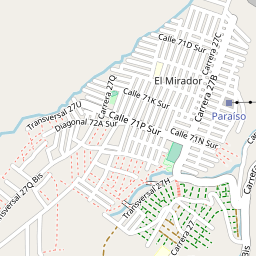 Calle 71D Sur
Carrera 27C
El Mirador
Carrera 27Q
Calle 71K Sur
Carrera 27B
Transversal 27U
Paraíso
Diagonal 72A Sur
Calle 71P Sur
Calle 71N Sur
Transversal 27H
Transversal 27Q Bis
Carrera 27